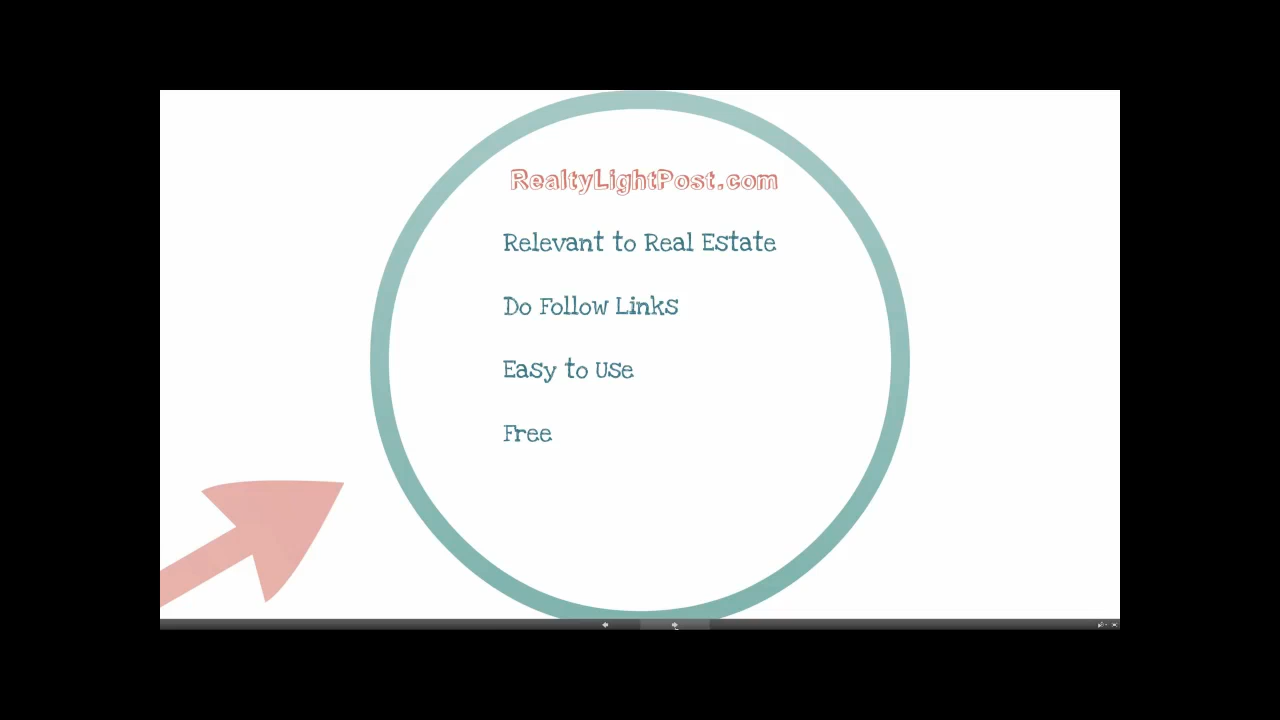 RealtyLightPost.com
Relevant to Real Estate
Do Follow Links
Easy to Use
Free